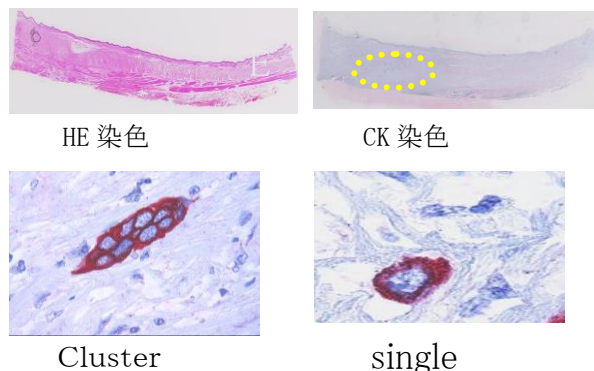 HE 染色
CK 染色
Cluster
single